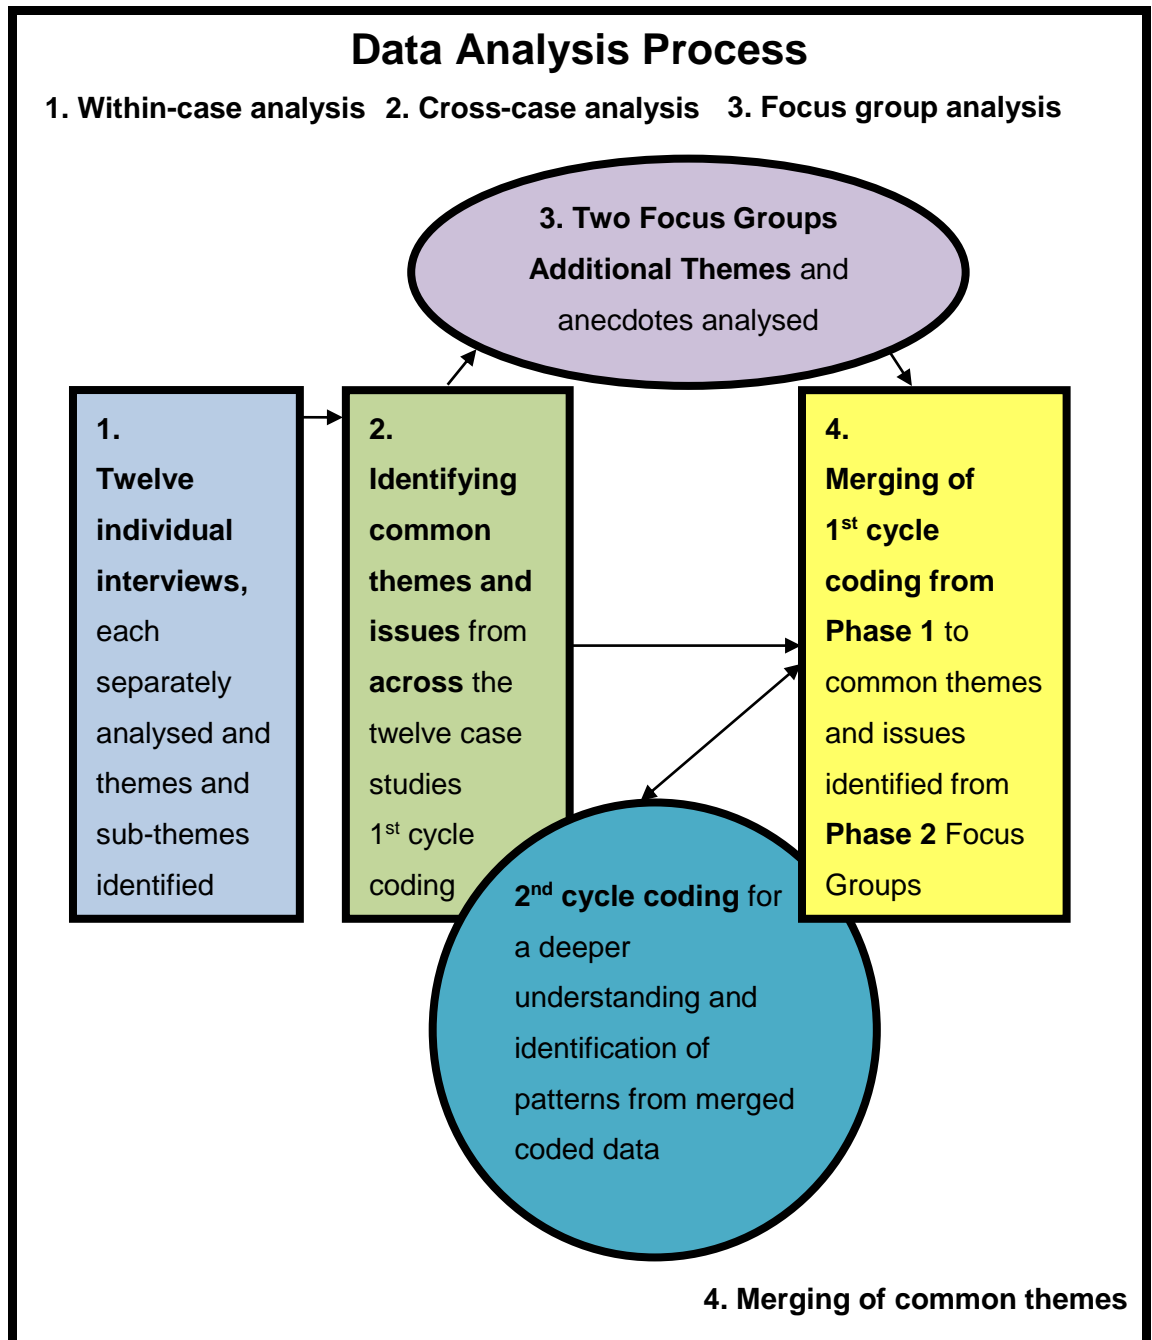 Data Analysis Process
1. Within-case analysis 2. Cross-case analysis 3. Focus group analysis
3. Two Focus Groups
Additional Themes and
anecdotes analysed
1.
Twelve
individual
interviews,
each
separately
analysed and
themes and
sub-themes
identified
2.
Identifying
common
themes and
issues from
across the
twelve case
studies
1st cycle
coding
4.
Merging of
1st cycle
coding from
Phase 1 to
common themes
and issues
identified from
Phase 2 Focus
Groups
2nd cycle coding for
a deeper
understanding and
identification of
patterns from merged
coded data
4. Merging of common themes